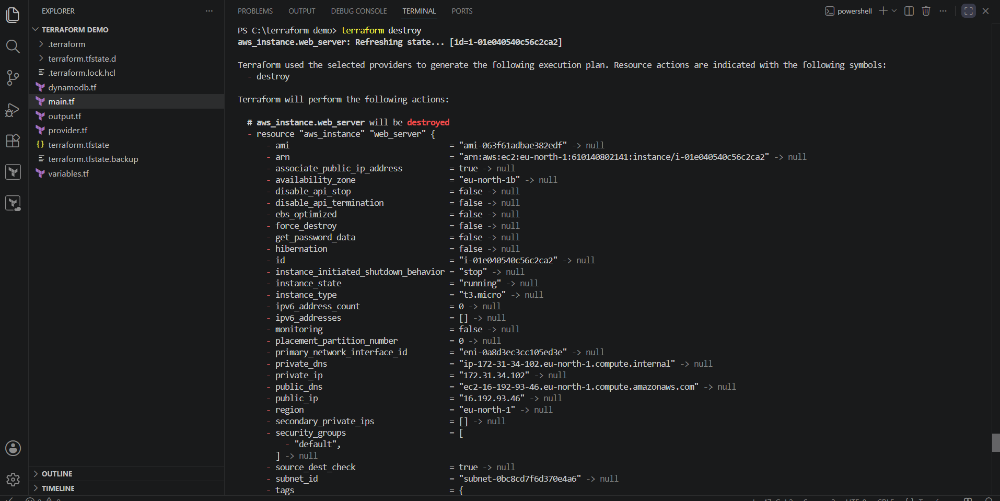 EXPLORER
TERRAFORM DEMO
.terraform
terraform.tfstate.d
.terraform.lock.hcl
dynamodb.tf
main.tf
output.tf
provider.tf
{} terraform.tfstate
terraform.tfstate.backup
variables.tf
OUTLINE
TIMELINE
PROBLEMS OUTPUT DEBUG CONSOLE TERMINAL PORTS
powershell
PS C:\terraform demo> terraform destroy
aws_instance.web_server: Refreshing state... [id=i-01e040540c56c2ca2]
Terraform used the selected providers to generate the following execution plan. Resource actions are indicated with the following symbols:
- destroy
Terraform will perform the following actions:
# aws_instance.web_server will be destroyed
- resource "aws_instance" "web_server" {
- ami = "ami-063f61adbae382edf" -> null
- arn = "arn:aws:ec2:eu-north-1:610140802141:instance/i-01e040540c56c2ca2" -> null
- associate_public_ip_address = true -> null
- availability_zone = "eu-north-1b" -> null
- disable_api_stop = false -> null
- disable_api_termination = false -> null
- ebs_optimized = false -> null
- force_destroy = false -> null
- get_password_data = false -> null
- hibernation = false -> null
- id = "i-01e040540c56c2ca2" -> null
- instance_initiated_shutdown_behavior = "stop" -> null
- instance_state = "running" -> null
- instance_type = "t3.micro" -> null
- ipv6_address_count = 0 -> null
- ipv6_addresses = [] -> null
- monitoring = false -> null
- placement_partition_number = 0 -> null
- primary_network_interface_id = "eni-0a8d3ec3cc105ed3e" -> null
- private_dns = "ip-172-31-34-102.eu-north-1.compute.internal" -> null
- private_ip = "172.31.34.102" -> null
- public_dns = "ec2-16-192-93-46.eu-north-1.compute.amazonaws.com" -> null
- public_ip = "16.192.93.46" -> null
- region = "eu-north-1" -> null
- secondary_private_ips = [] -> null
- security_groups = [
- "default",
] -> null
- source_dest_check = true -> null
- subnet_id = "subnet-0bc8cd7f6d370e4a6" -> null
- tags = {